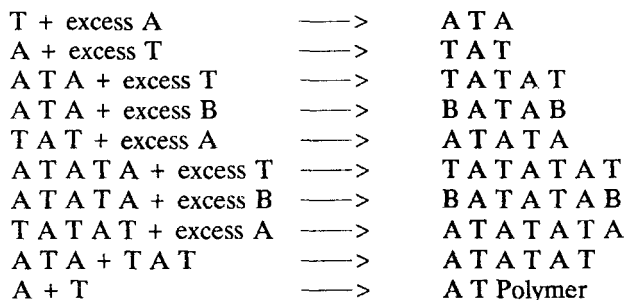 T + excess A ——> A T A
A + excess T ——> T A T
A T A + excess T ——> T A T A T
A T A + excess B ——> B A T A B
T A T + excess A ——> A T A T A
A T A T A + excess T ——> T A T A T A T
A T A T A + excess B ——> B A T A T A B
T A T A T + excess A ——> A T A T A T A
A T A + T A T ——> A T A T A T
A + T ——> A T Polymer